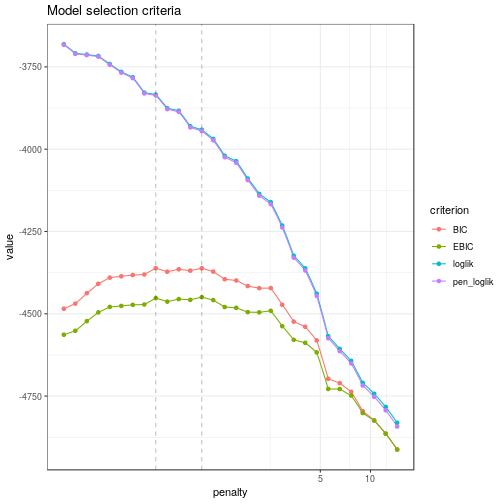 Model selection criteria
value
-3750
-4000
-4250
-4500
-4750
5
10
penalty
criterion
BIC
EBIC
loglik
pen_loglik